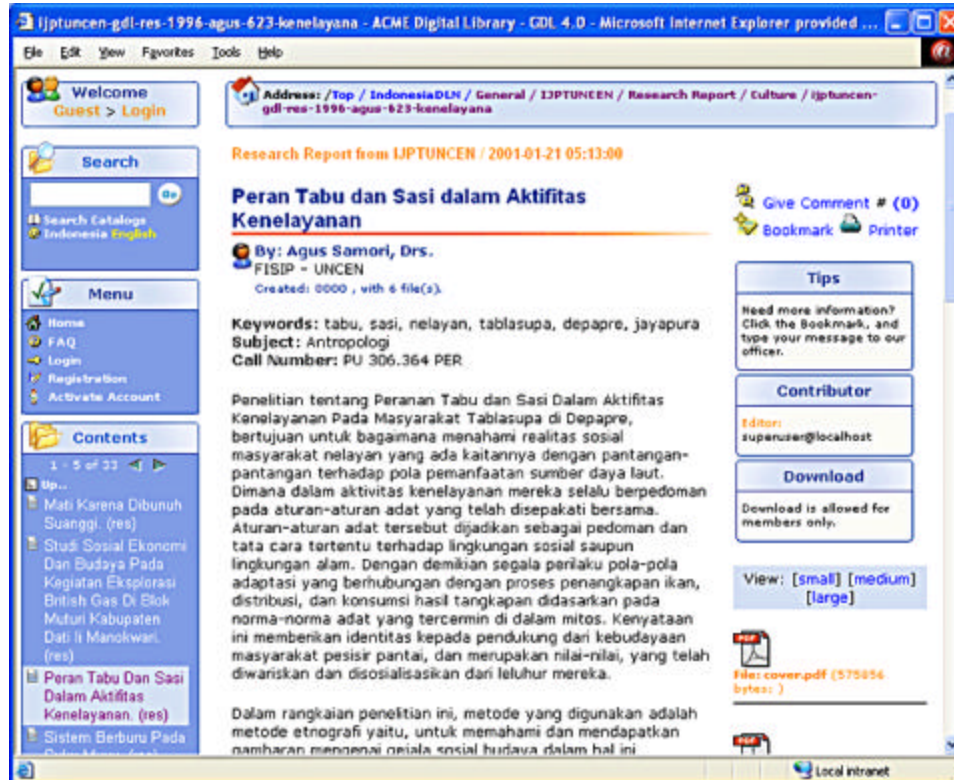 ijptuncen-gdl-res-1996-agus-623-kenelayana - ACME Digital Library - GDL 4.0 - Microsoft Internet Explorer provided ...
File Edit View Favorites Tools Help
Welcome
Guest > Login
Address: /Top / IndonesiaDLN / General / IJPTUNCEN / Research Report / Culture / ijptuncen-
gdl-res-1996-agus-623-kenelayana
Search
Go
Search Catalogs
Indonesia English
Menu
Home
FAQ
Login
Registration
Activate Account
Contents
1 - 5 of 33
Up...
Mati Karena Dibunuh
Suanggi. (res)
Studi Sosial Ekonomi
Dan Budaya Pada
Kegiatan Eksplorasi
British Gas Di Blok
Muturi Kabupaten
Dati Ii Manokwari.
(res)
Peran Tabu Dan Sasi
Dalam Aktifitas
Kenelayanan. (res)
Sistem Berburu Pada
Research Report from IJPTUNCEN / 2001-01-21 05:13:00
Peran Tabu dan Sasi dalam Aktifitas
Kenelayanan
By: Agus Samori, Drs.
FISIP - UNCEN
Created: 0000 , with 6 file(s).
Keywords: tabu, sasi, nelayan, tablasupa, depapre, jayapura
Subject: Antropologi
Call Number: PU 306.364 PER
Penelitian tentang Peranan Tabu dan Sasi Dalam Aktifitas
Kenelayanan Pada Masyarakat Tablasupa di Depapre,
bertujuan untuk bagaimana menahami realitas sosial
masyarakat nelayan yang ada kaitannya dengan pantangan-
pantangan terhadap pola pemanfaatan sumber daya laut.
Dimana dalam aktivitas kenelayanan mereka selalu berpedoman
pada aturan-aturan adat yang telah disepakati bersama.
Aturan-aturan adat tersebut dijadikan sebagai pedoman dan
tata cara tertentu terhadap lingkungan sosial saupun
lingkungan alam. Dengan demikian segala perilaku pola-pola
adaptasi yang berhubungan dengan proses penangkapan ikan,
distribusi, dan konsumsi hasil tangkapan didasarkan pada
norma-norma adat yang tercermin di dalam mitos. Kenyataan
ini memberikan identitas kepada pendukung dari kebudayaan
masyarakat pesisir pantai, dan merupakan nilai-nilai, yang telah
diwariskan dan disosialisasikan dari leluhur mereka.
Dalam rangkaian penelitian ini, metode yang digunakan adalah
metode etnografi yaitu, untuk memahami dan mendapatkan
gambaran mengenai gejala sosial budaya dalam hal ini
Give Comment # (0)
Bookmark Printer
Tips
Need more information?
Click the Bookmark, and
type your message to our
officer.
Contributor
Editor:
superuser@localhost
Download
Download is allowed for
members only.
View: [small] [medium]
[large]
PDF
File: cover.pdf (575856
bytes: )
PDF
Local intranet